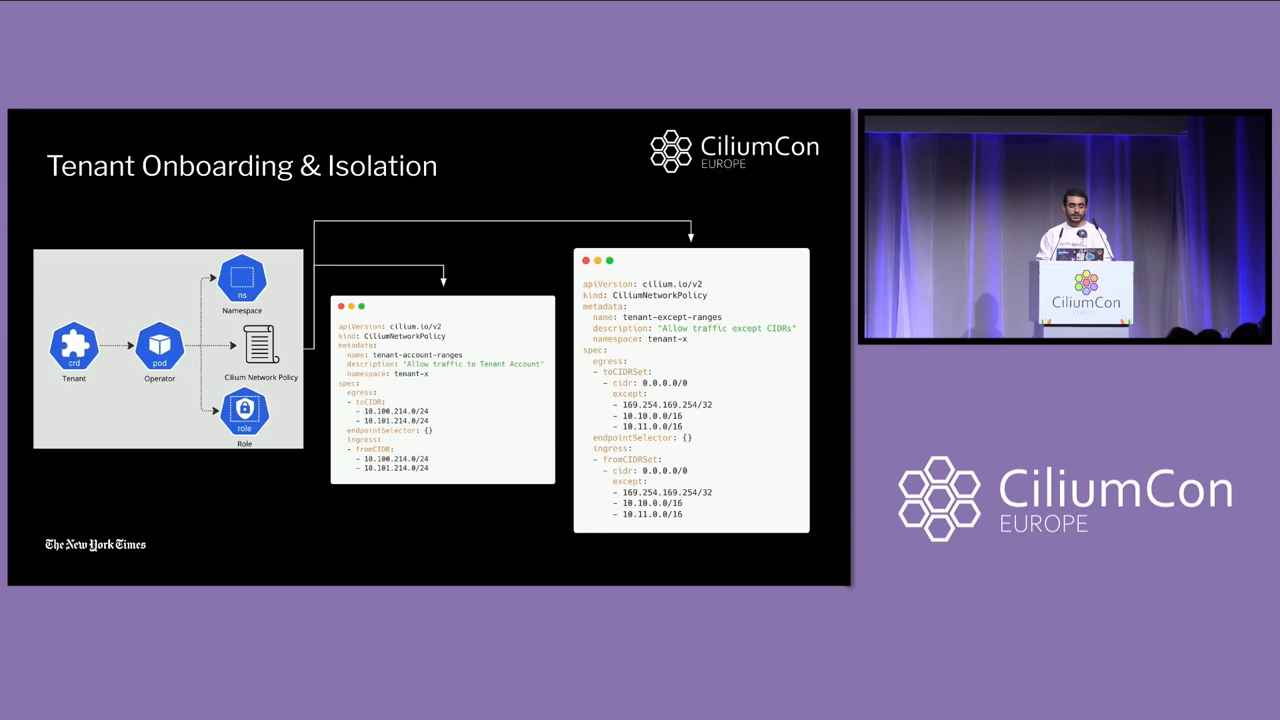 Tenant Onboarding & Isolation
CiliumCon
EUROPE
crd
Tenant
pod
Operator
ns
Namespace
Cilium Network Policy
role
Role
apiVersion: cilium.io/v2
kind: CiliumNetworkPolicy
metadata:
name: tenant-account-ranges
description: "Allow traffic to Tenant Account"
namespace: tenant-x
spec:
egress:
- toCIDR:
- 10.100.214.0/24
- 10.101.214.0/24
endpointSelector: {}
ingress:
- fromCIDR:
- 10.100.214.0/24
- 10.101.214.0/24
apiVersion: cilium.io/v2
kind: CiliumNetworkPolicy
metadata:
name: tenant-except-ranges
description: "Allow traffic except CIDRs"
namespace: tenant-x
spec:
egress:
- toCIDRSet:
- cidr: 0.0.0.0/0
except:
- 169.254.169.254/32
- 10.10.0.0/16
- 10.11.0.0/16
endpointSelector: {}
ingress:
- fromCIDRSet:
- cidr: 0.0.0.0/0
except:
- 169.254.169.254/32
- 10.10.0.0/16
- 10.11.0.0/16
The New York Times
CiliumCon
EUROPE
CiliumCon
EUROPE